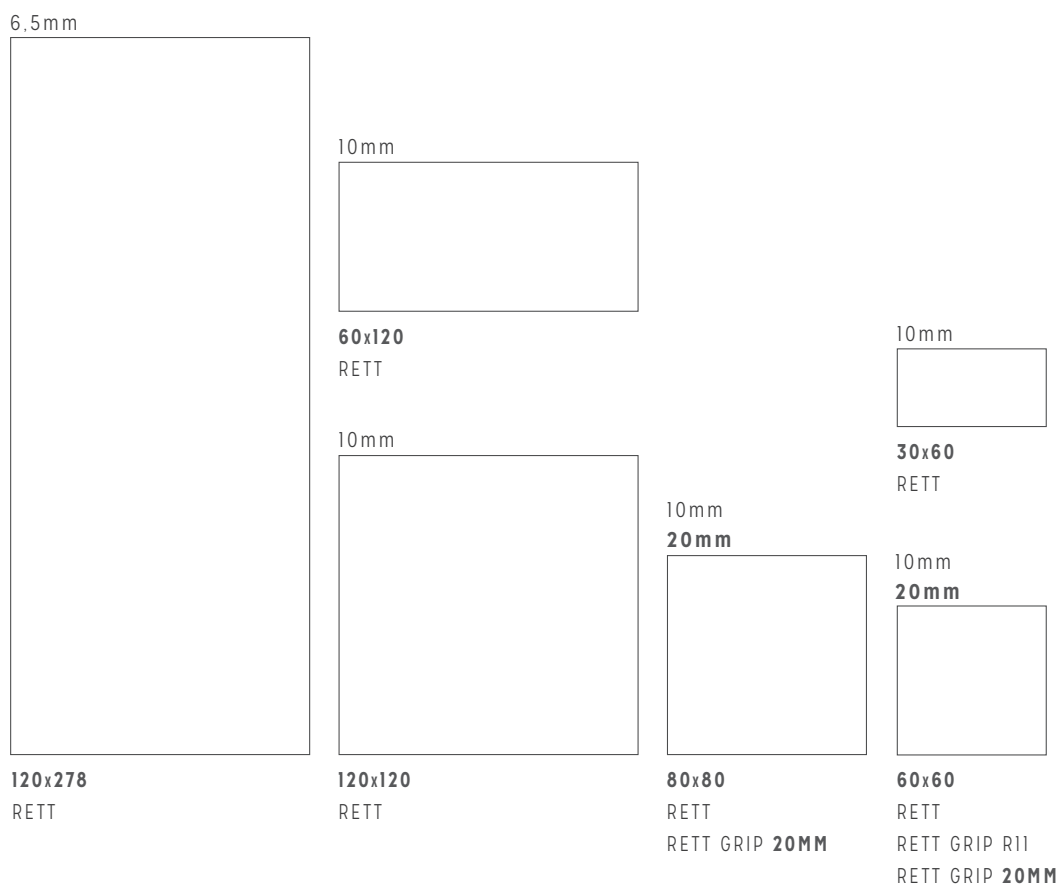 6,5mm
120x278
RETT
10mm
60x120
RETT
10mm
120x120
RETT
10mm
20mm
80x80
RETT
RETT GRIP 20MM
10mm
30x60
RETT
10mm
20mm
60x60
RETT
RETT GRIP R11
RETT GRIP 20MM